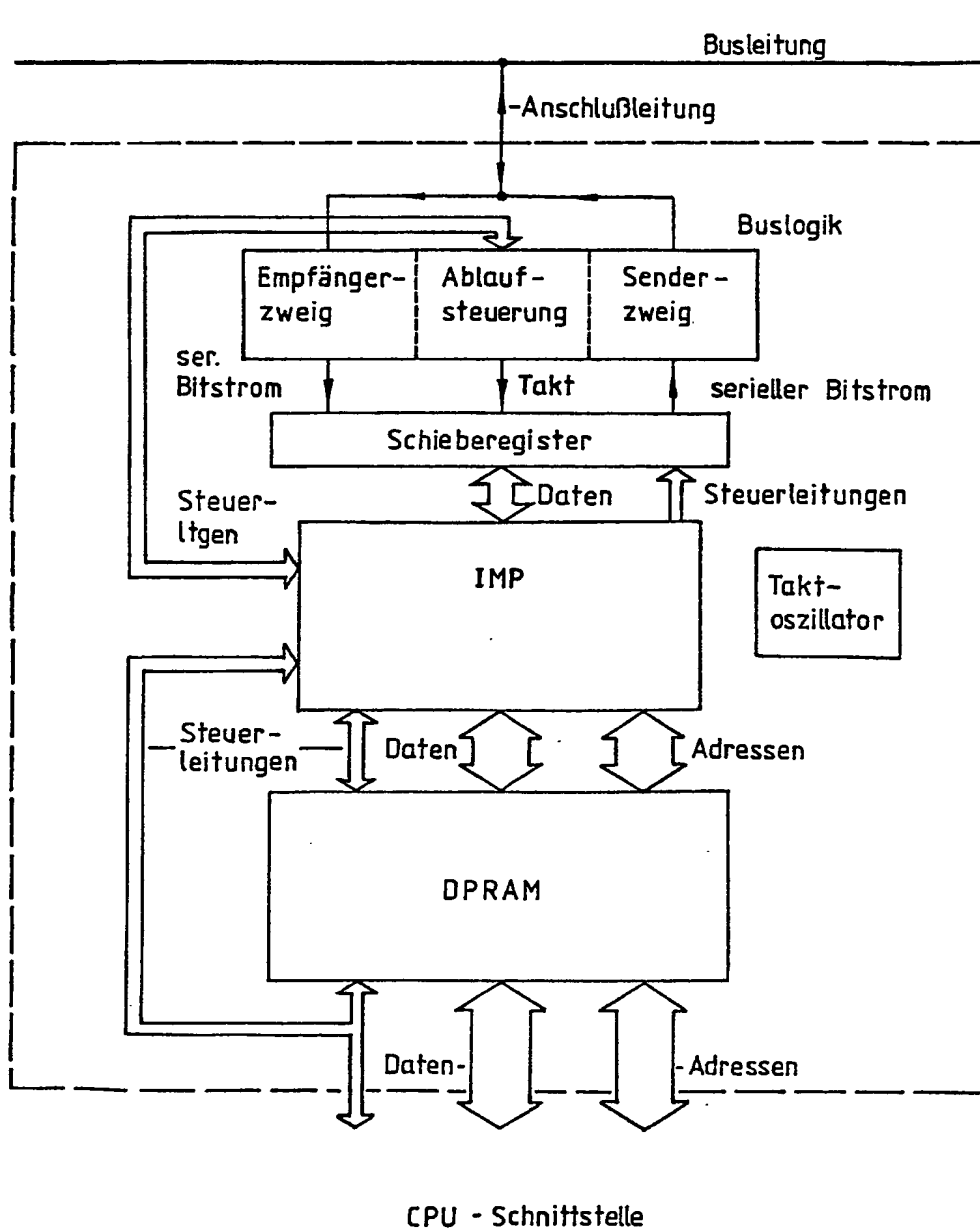 Busleitung
-Anschlußleitung
Buslogik
Empfänger-
zweig
Ablauf-
steuerung
Sender-
zweig
ser.
Bitstrom
Takt
serieller Bitstrom
Schieberegister
Daten
Steuerleitungen
Steuer-
ltgen
IMP
Takt-
oszillator
Steuer-
leitungen
Daten
Adressen
DPRAM
Daten-
-Adressen
CPU - Schnittstelle